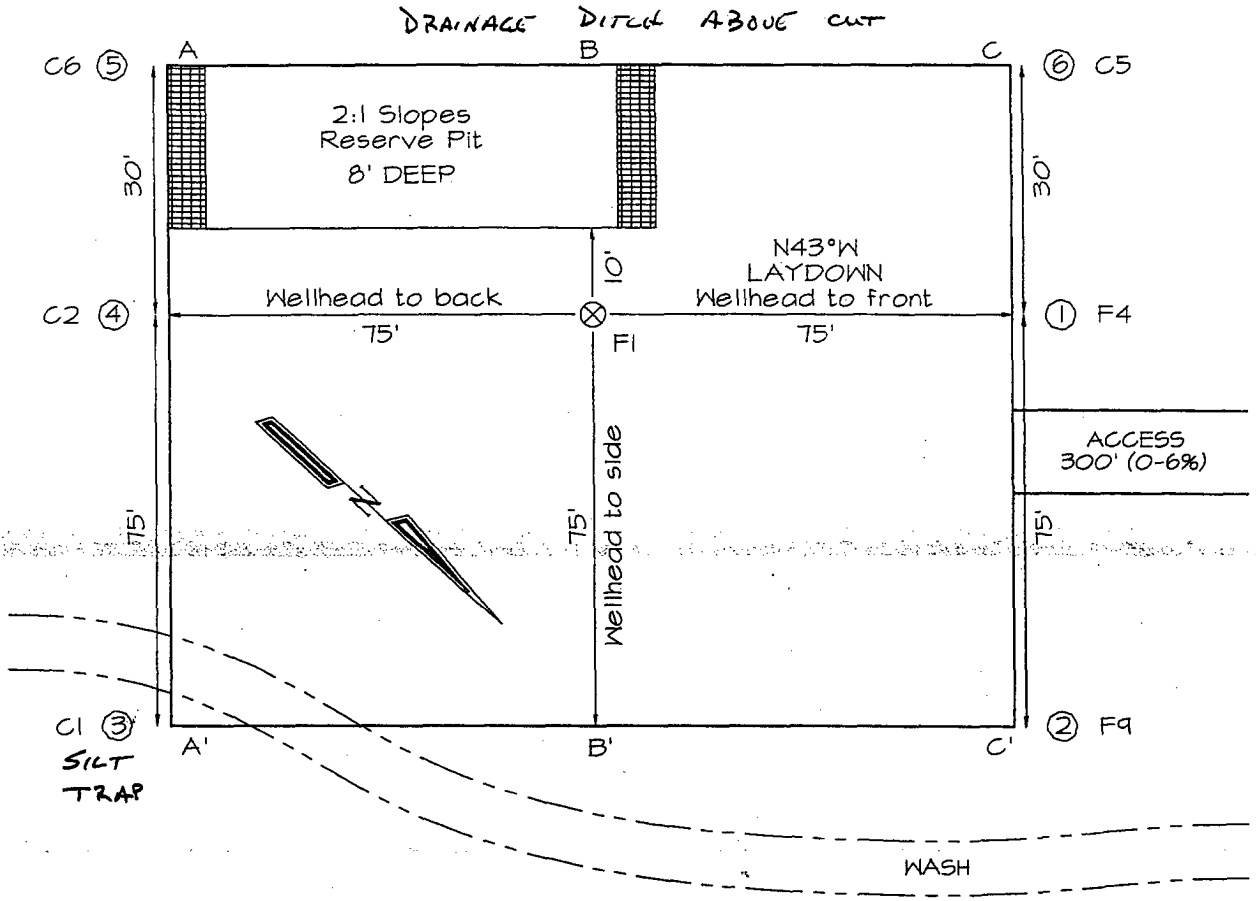 DRAINAGE DITCH ABOVE CUT
A B C
C6 ⑤ ⑥ C5
2:1 Slopes
Reserve Pit
8' DEEP
30' 30'
10'
N43°W
LAYDOWN
Wellhead to back Wellhead to front
C2 ④ ① F4
75' 75'
F1
Wellhead to side
75' 75' 75'
N
ACCESS
300' (0-6%)
C1 ③ ② F9
A' B' C'
SILT
TRAP
WASH